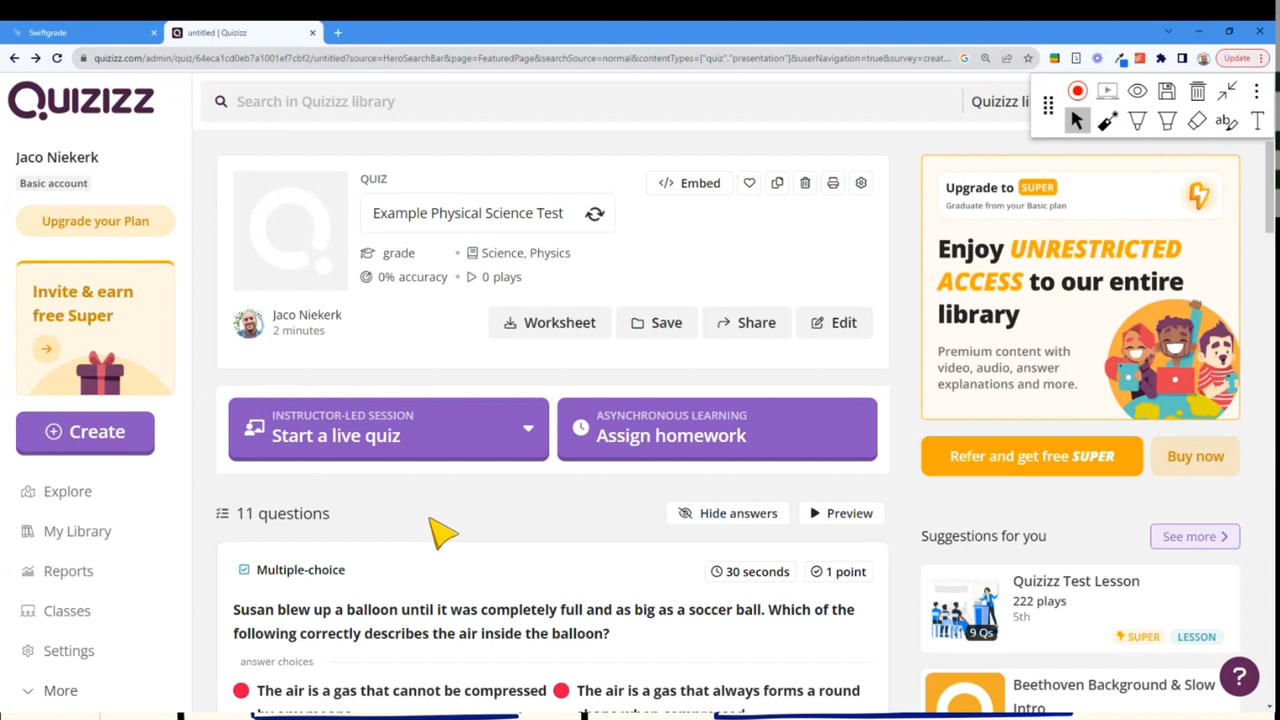 Swiftgrade
untitled | Quizizz
quizizz.com/admin/quiz/64eca1cd0eb7a1001ef7cbf2/untitled?source=HeroSearchBar&page=FeaturedPage&searchSource=normal&contentTypes=["quiz"."presentation"]&userNavigation=true&survey=creat...
Update
QUIZIZZ
Search in Quizizz library
Quizizz li
Jaco Niekerk
Basic account
Upgrade your Plan
Invite & earn
free Super
Create
Explore
My Library
Reports
Classes
Settings
More
QUIZ
Example Physical Science Test
grade
Science, Physics
0% accuracy
0 plays
Embed
Jaco Niekerk
2 minutes
Worksheet
Save
Share
Edit
INSTRUCTOR-LED SESSION
Start a live quiz
ASYNCHRONOUS LEARNING
Assign homework
11 questions
Hide answers
Preview
Multiple-choice
30 seconds
1 point
Susan blew up a balloon until it was completely full and as big as a soccer ball. Which of the
following correctly describes the air inside the balloon?
answer choices
The air is a gas that cannot be compressed
The air is a gas that always forms a round
Upgrade to SUPER
Graduate from your Basic plan
Enjoy UNRESTRICTED
ACCESS to our entire
library
Premium content with
video, audio, answer
explanations and more.
Refer and get free SUPER
Buy now
Suggestions for you
See more
Quizizz Test Lesson
222 plays
5th
9 Qs
SUPER
LESSON
Beethoven Background & Slow
Intro